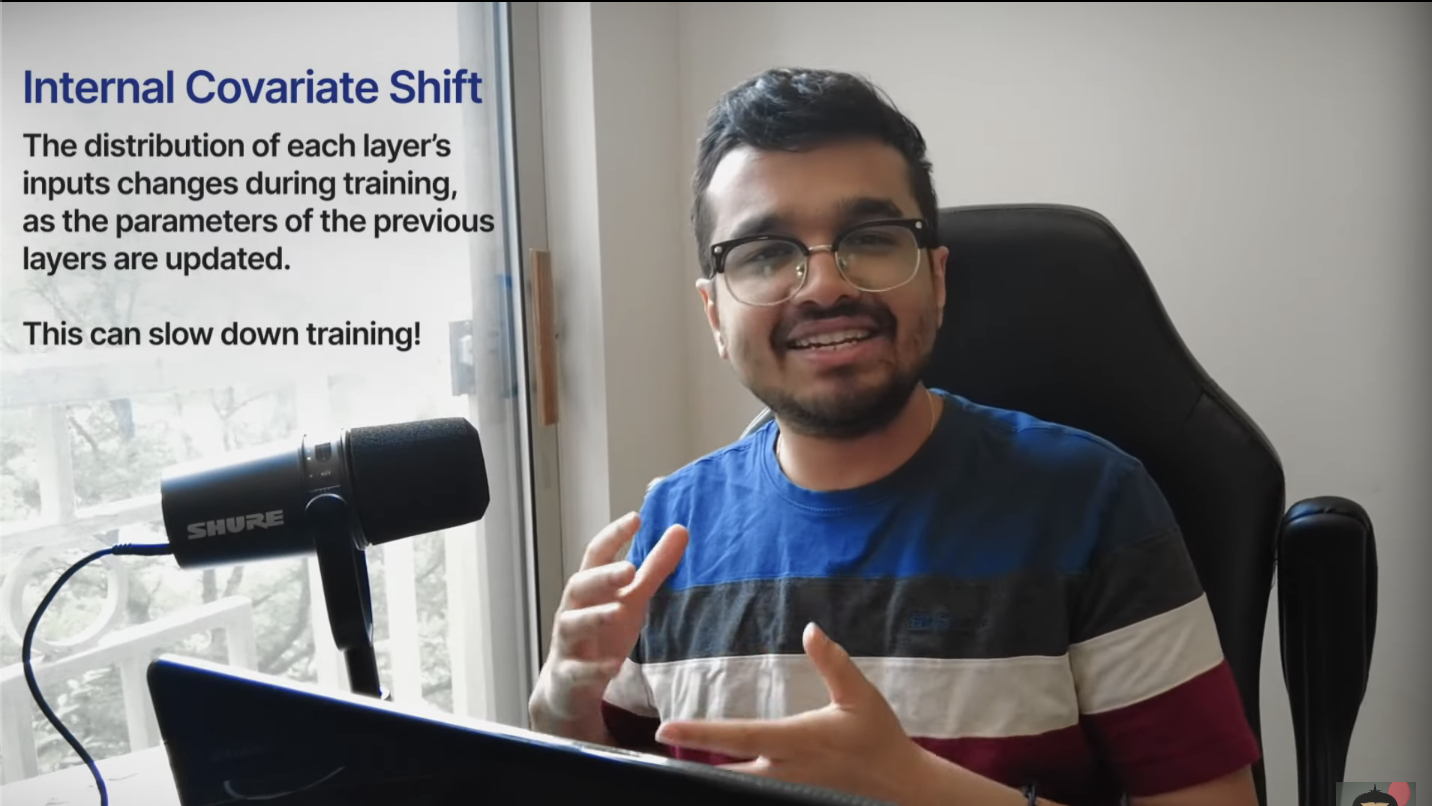 Internal Covariate Shift
The distribution of each layer's
inputs changes during training,
as the parameters of the previous
layers are updated.
This can slow down training!
SHURE